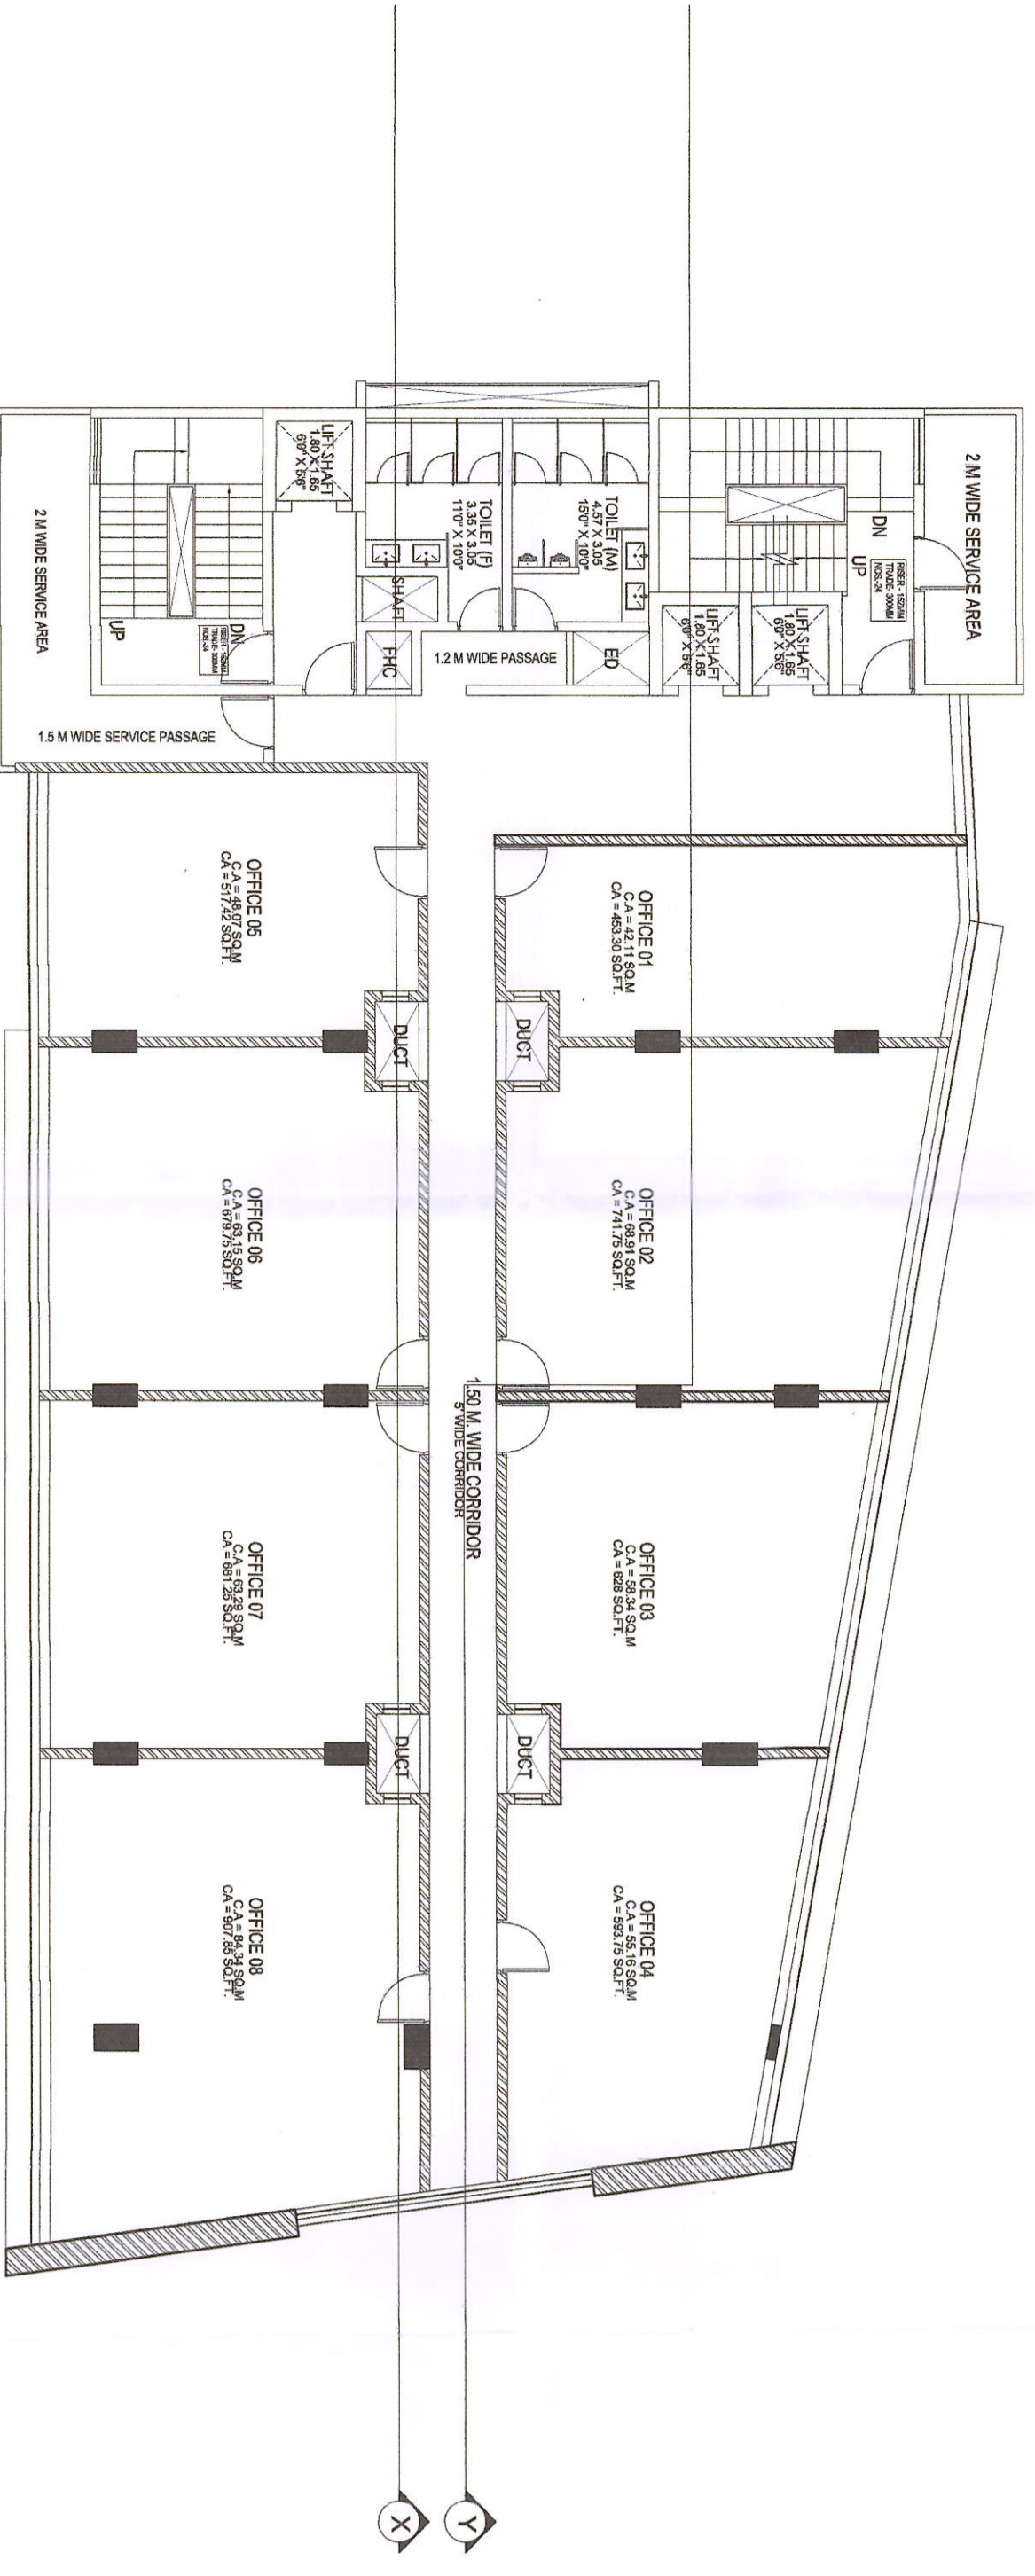 2 M WIDE SERVICE AREA
DN
UP
RISER - 150MM
TRADE- 300MM
NOS.-24
LIFT SHAFT
1.80 X 1.65
6'0" X 5'6"
LIFT SHAFT
1.80 X 1.65
6'0" X 5'6"
TOILET (M)
4.57 X 3.05
15'0" X 10'0"
ED
1.2 M WIDE PASSAGE
TOILET (F)
3.35 X 3.05
11'0" X 10'0"
SHAFT
FHC
LIFT SHAFT
1.80 X 1.65
6'0" X 5'6"
DN
UP
RISER - 150MM
TRADE- 300MM
NOS.-24
2 M WIDE SERVICE AREA
1.5 M WIDE SERVICE PASSAGE
OFFICE 01
C.A = 42.11 SQ.M
CA = 453.30 SQ.FT.
DUCT
OFFICE 02
C.A = 68.91 SQ.M
CA = 741.75 SQ.FT.
OFFICE 03
C.A = 58.34 SQ.M
CA = 628 SQ.FT.
DUCT
OFFICE 04
C.A = 55.16 SQ.M
CA = 593.75 SQ.FT.
1.50 M. WIDE CORRIDOR
5' WIDE CORRIDOR
OFFICE 05
C.A = 48.07 SQ.M
CA = 517.42 SQ.FT.
DUCT
OFFICE 06
C.A = 63.15 SQ.M
CA = 679.75 SQ.FT.
OFFICE 07
C.A = 63.29 SQ.M
CA = 681.25 SQ.FT.
DUCT
OFFICE 08
C.A = 84.34 SQ.M
CA = 907.85 SQ.FT.
Y
X